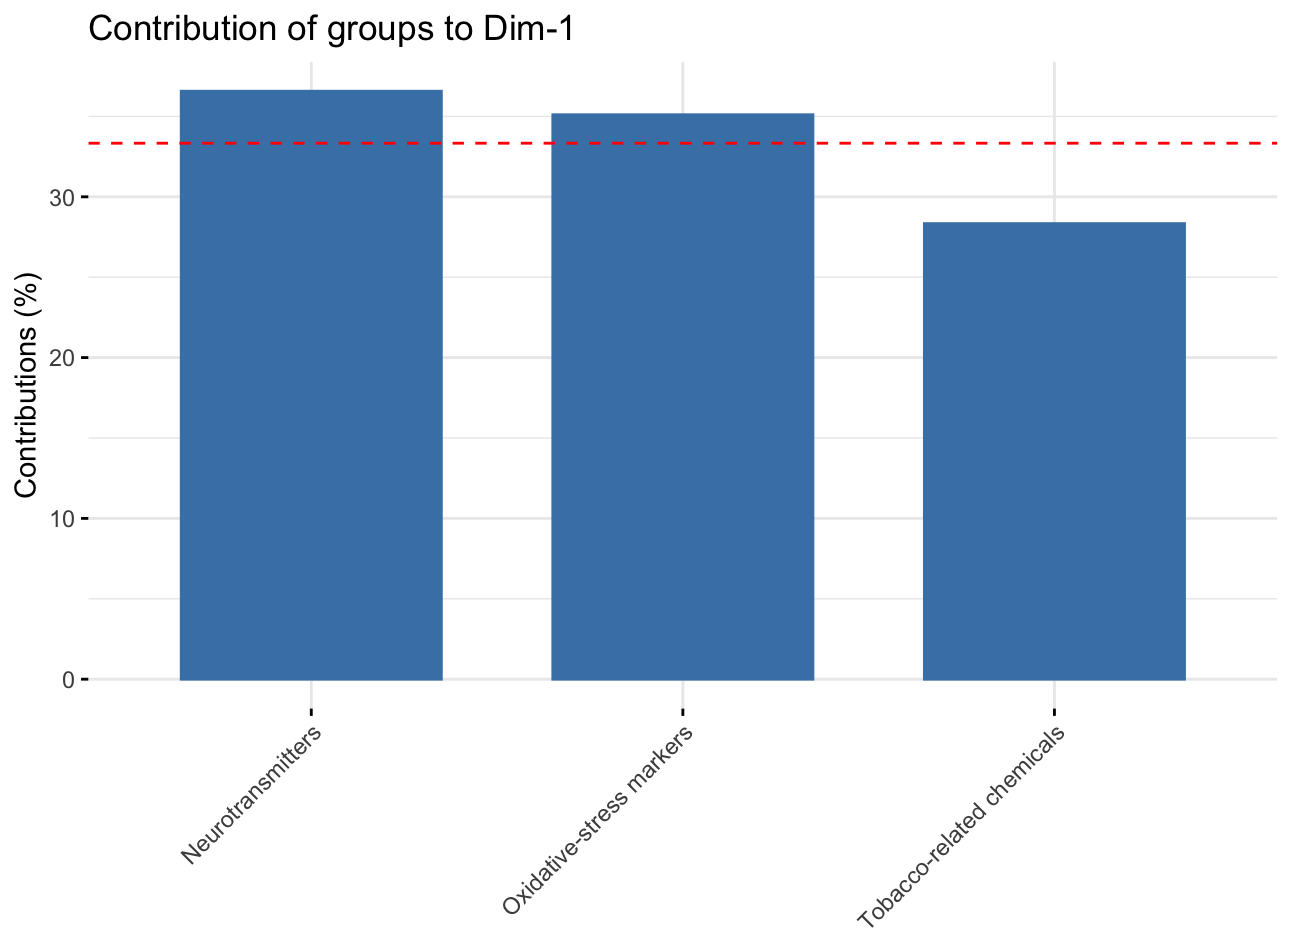 Contribution of groups to Dim-1
Contributions (%)
30
20
10
0
Neurotransmitters
Oxidative-stress markers
Tobacco-related chemicals